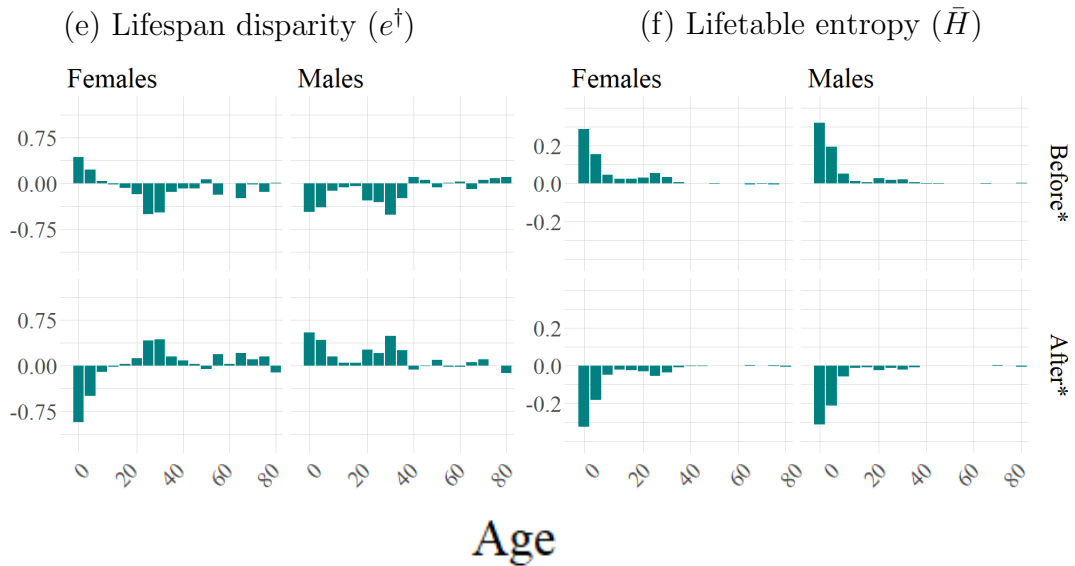 (e) Lifespan disparity (e†)
(f) Lifetable entropy (H̄)
Females Males Females Males
0.75
0.00
-0.75
0.2
0.0
-0.2
Before*
0.75
0.00
-0.75
0.2
0.0
-0.2
After*
0 20 40 60 80 0 20 40 60 80 0 20 40 60 80 0 20 40 60 80
Age